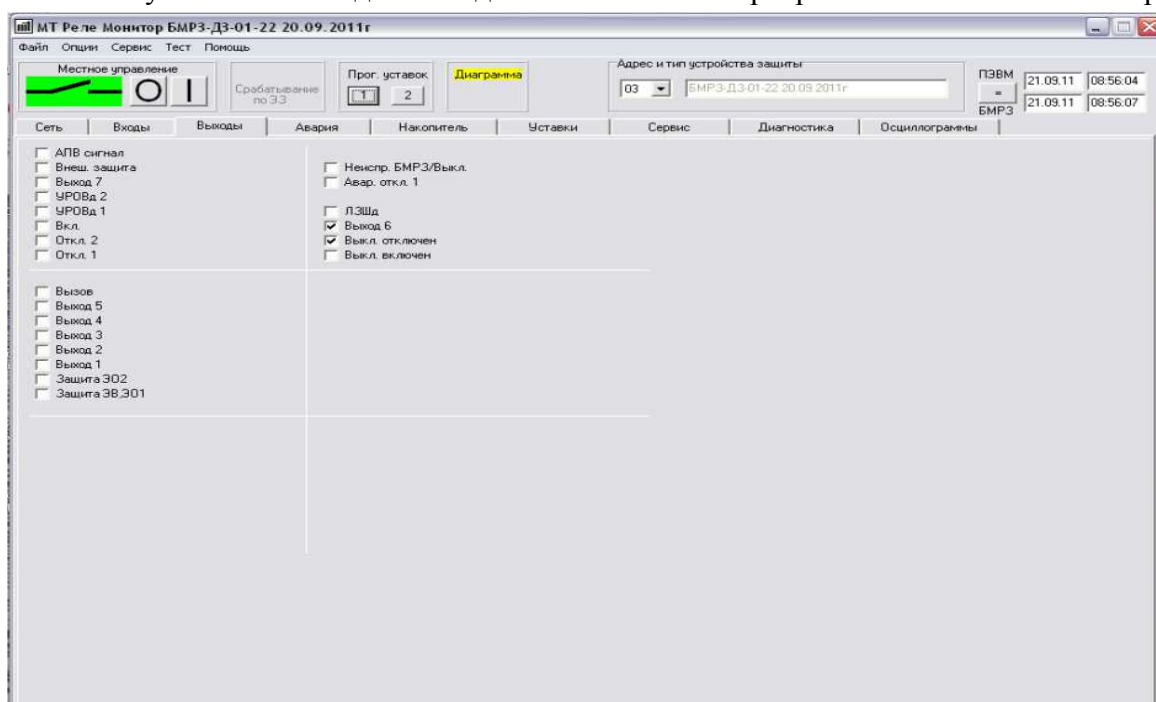 МТ Реле Монитор БМРЗ-ДЗ-01-22 20.09.2011г
Файл Опции Сервис Тест Помощь
Местное управление
Срабатывание по ЗЗ
Прог. уставок
1 2
Диаграмма
Адрес и тип устройства защиты
03 БМРЗ-ДЗ-01-22 20.09.2011г
ПЭВМ
=
БМРЗ
21.09.11 08:56:04
21.09.11 08:56:07
Сеть Входы Выходы Авария Накопитель Уставки Сервис Диагностика Осциллограммы
АПВ сигнал
Внеш. защита
Выход 7
УРОВд 2
УРОВд 1
Вкл.
Откл. 2
Откл. 1
Неиспр. БМРЗ/Выкл.
Авар. откл. 1
ЛЗШд
Выход 6
Выкл. отключен
Выкл. включен
Вызов
Выход 5
Выход 4
Выход 3
Выход 2
Выход 1
Защита ЭО2
Защита ЭВ,ЭО1